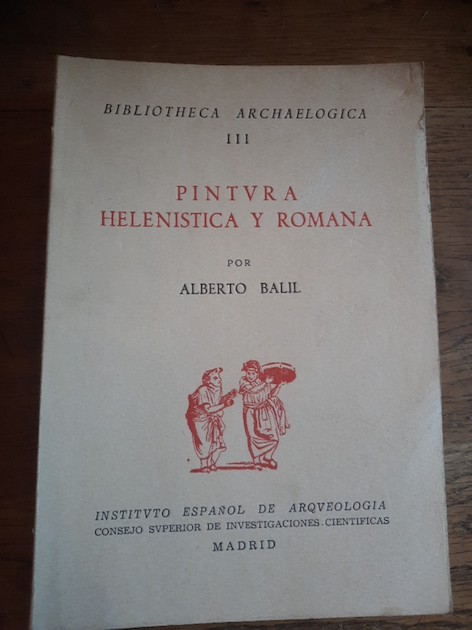 BIBLIOTHECA ARCHAELOGICA
III
PINTVRA
HELENISTICA Y ROMANA
POR
ALBERTO BALIL
INSTITVTO ESPAÑOL DE ARQVEOLOGIA
CONSEJO SVPERIOR DE INVESTIGACIONES CIENTIFICAS
MADRID